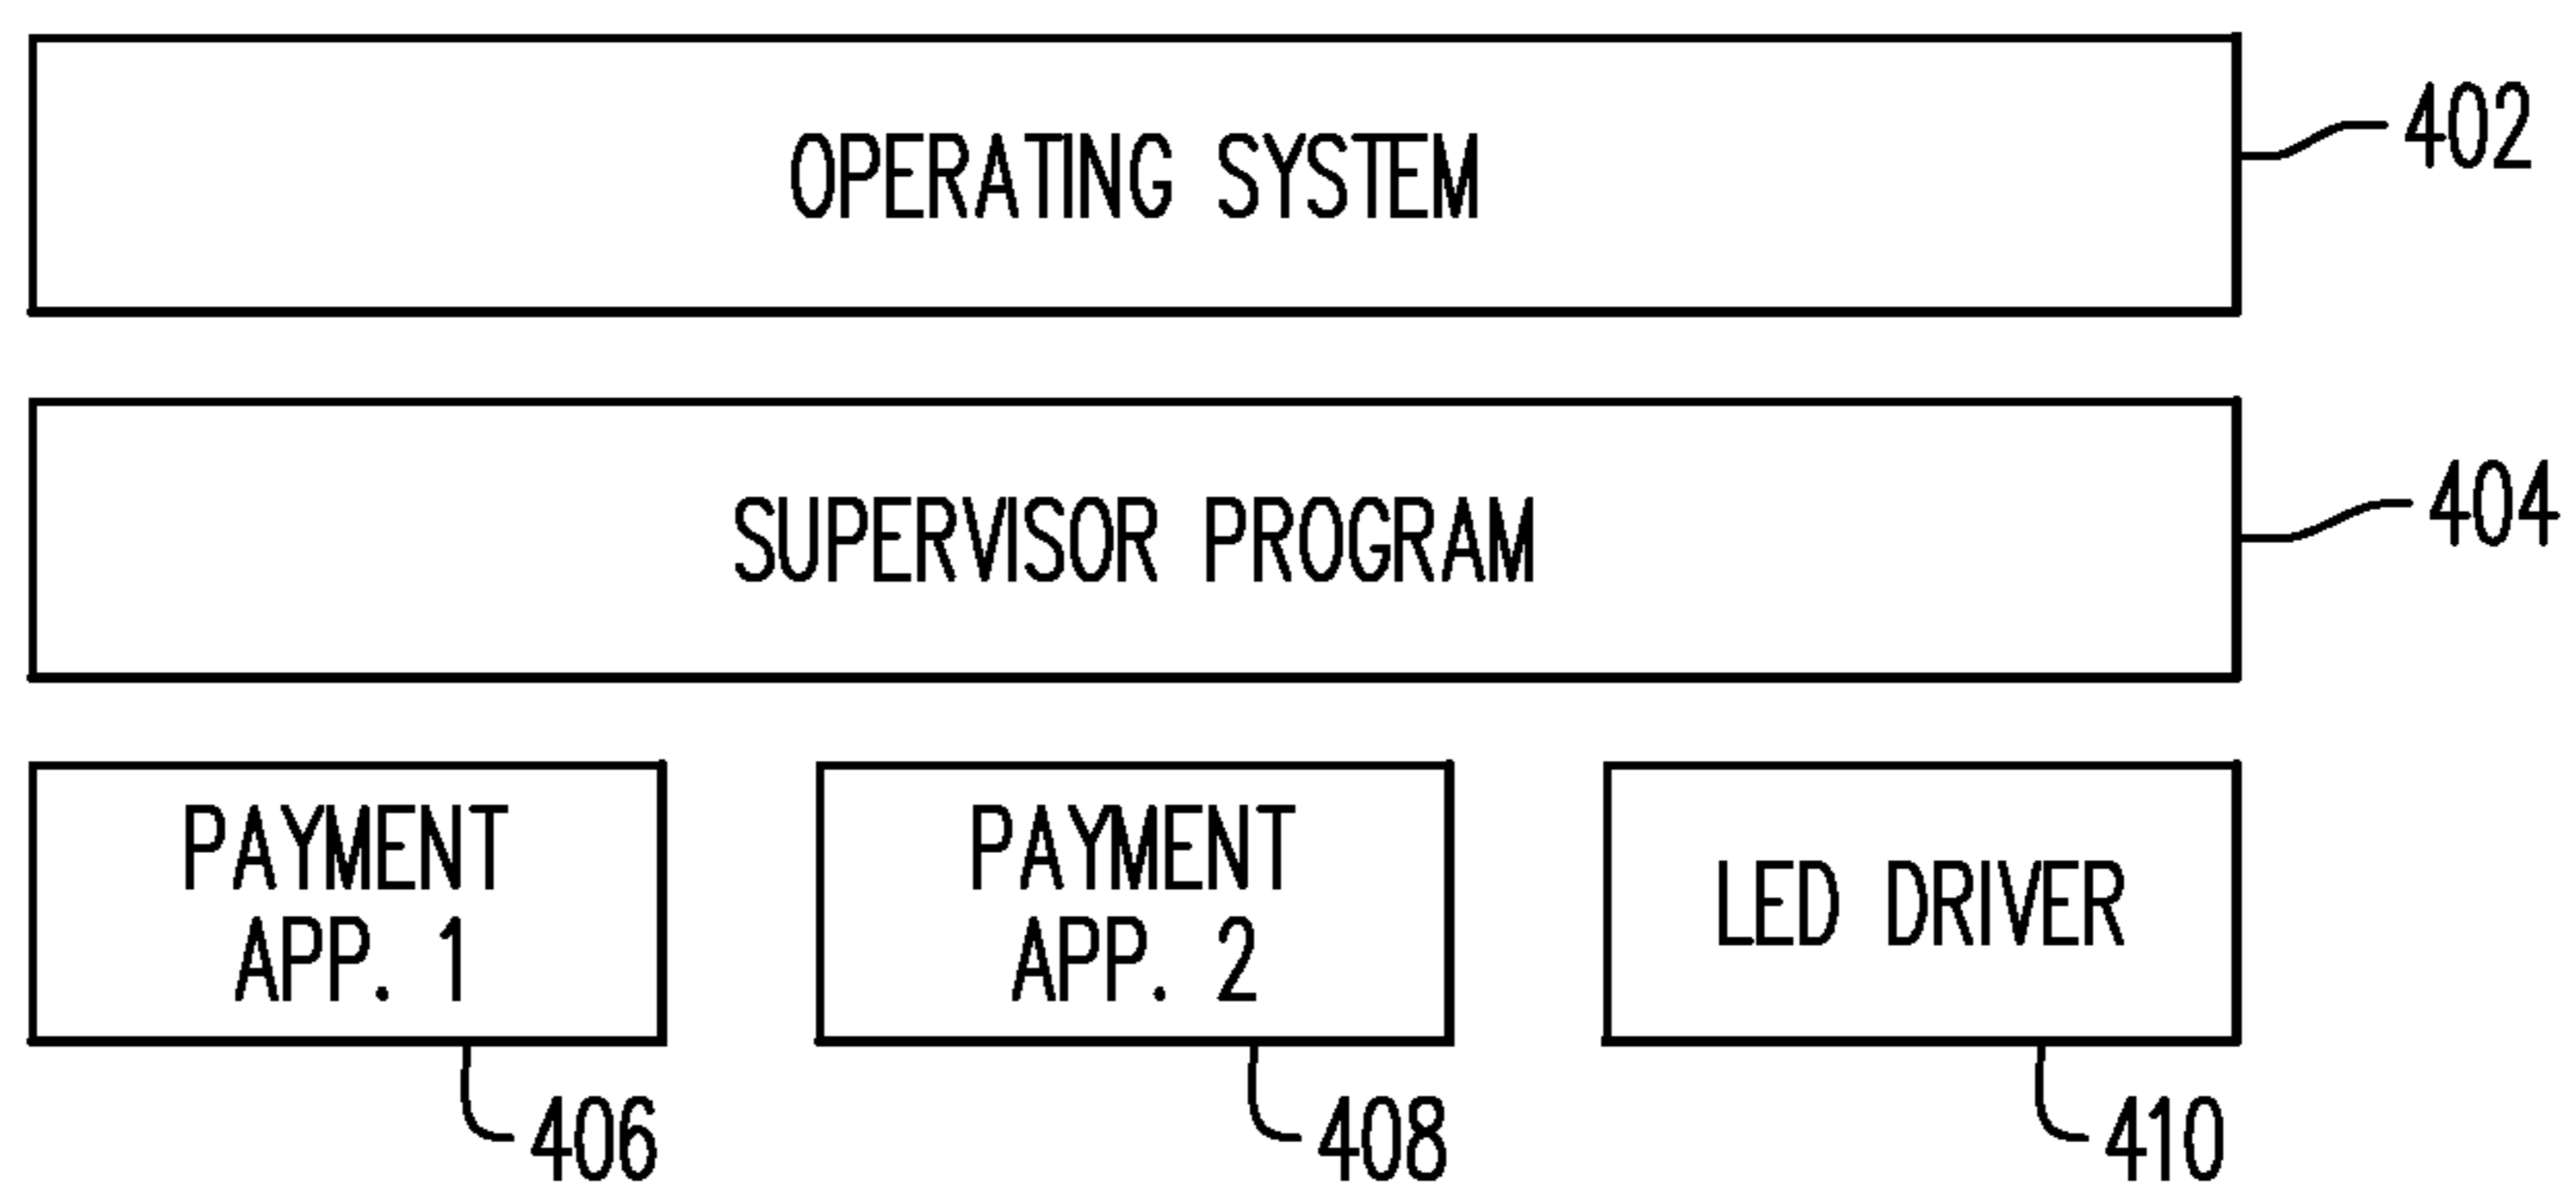 OPERATING SYSTEM
402
SUPERVISOR PROGRAM
404
PAYMENT
APP. 1
406
PAYMENT
APP. 2
408
LED DRIVER
410